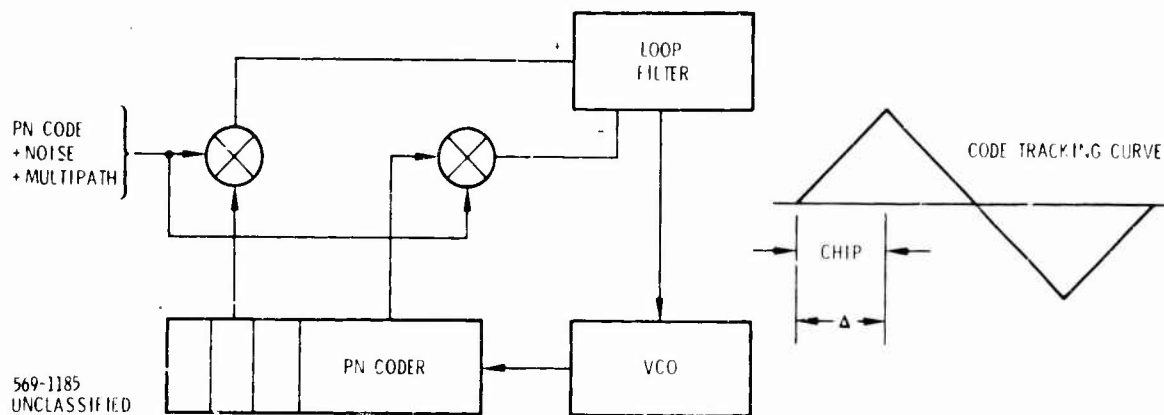 LOOP
FILTER
+
-
PN CODE
+ NOISE
+ MULTIPATH
CODE TRACKING CURVE
CHIP
Δ
PN CODER
VCO
569-1185
UNCLASSIFIED